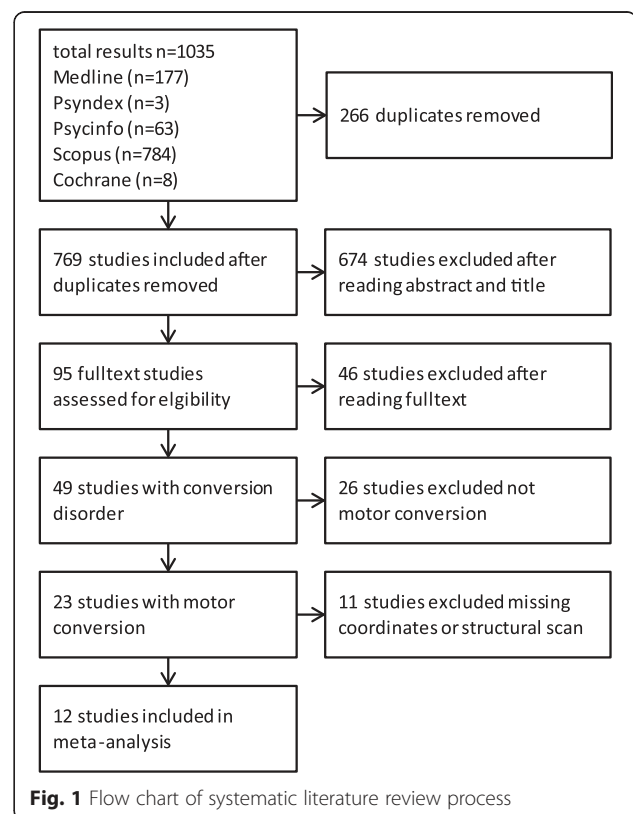 total results n=1035
Medline (n=177)
Psyndex (n=3)
Psycinfo (n=63)
Scopus (n=784)
Cochrane (n=8)
266 duplicates removed
769 studies included after
duplicates removed
674 studies excluded after
reading abstract and title
95 fulltext studies
assessed for elgibility
46 studies excluded after
reading fulltext
49 studies with conversion
disorder
26 studies excluded not
motor conversion
23 studies with motor
conversion
11 studies excluded missing
coordinates or structural scan
12 studies included in
meta-analysis
Fig. 1 Flow chart of systematic literature review process